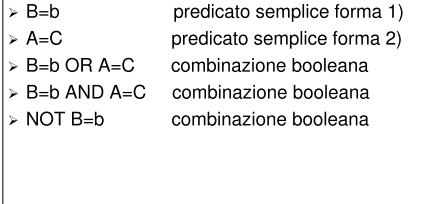 ➢ B=b predicato semplice forma 1)
➢ A=C predicato semplice forma 2)
➢ B=b OR A=C combinazione booleana
➢ B=b AND A=C combinazione booleana
➢ NOT B=b combinazione booleana